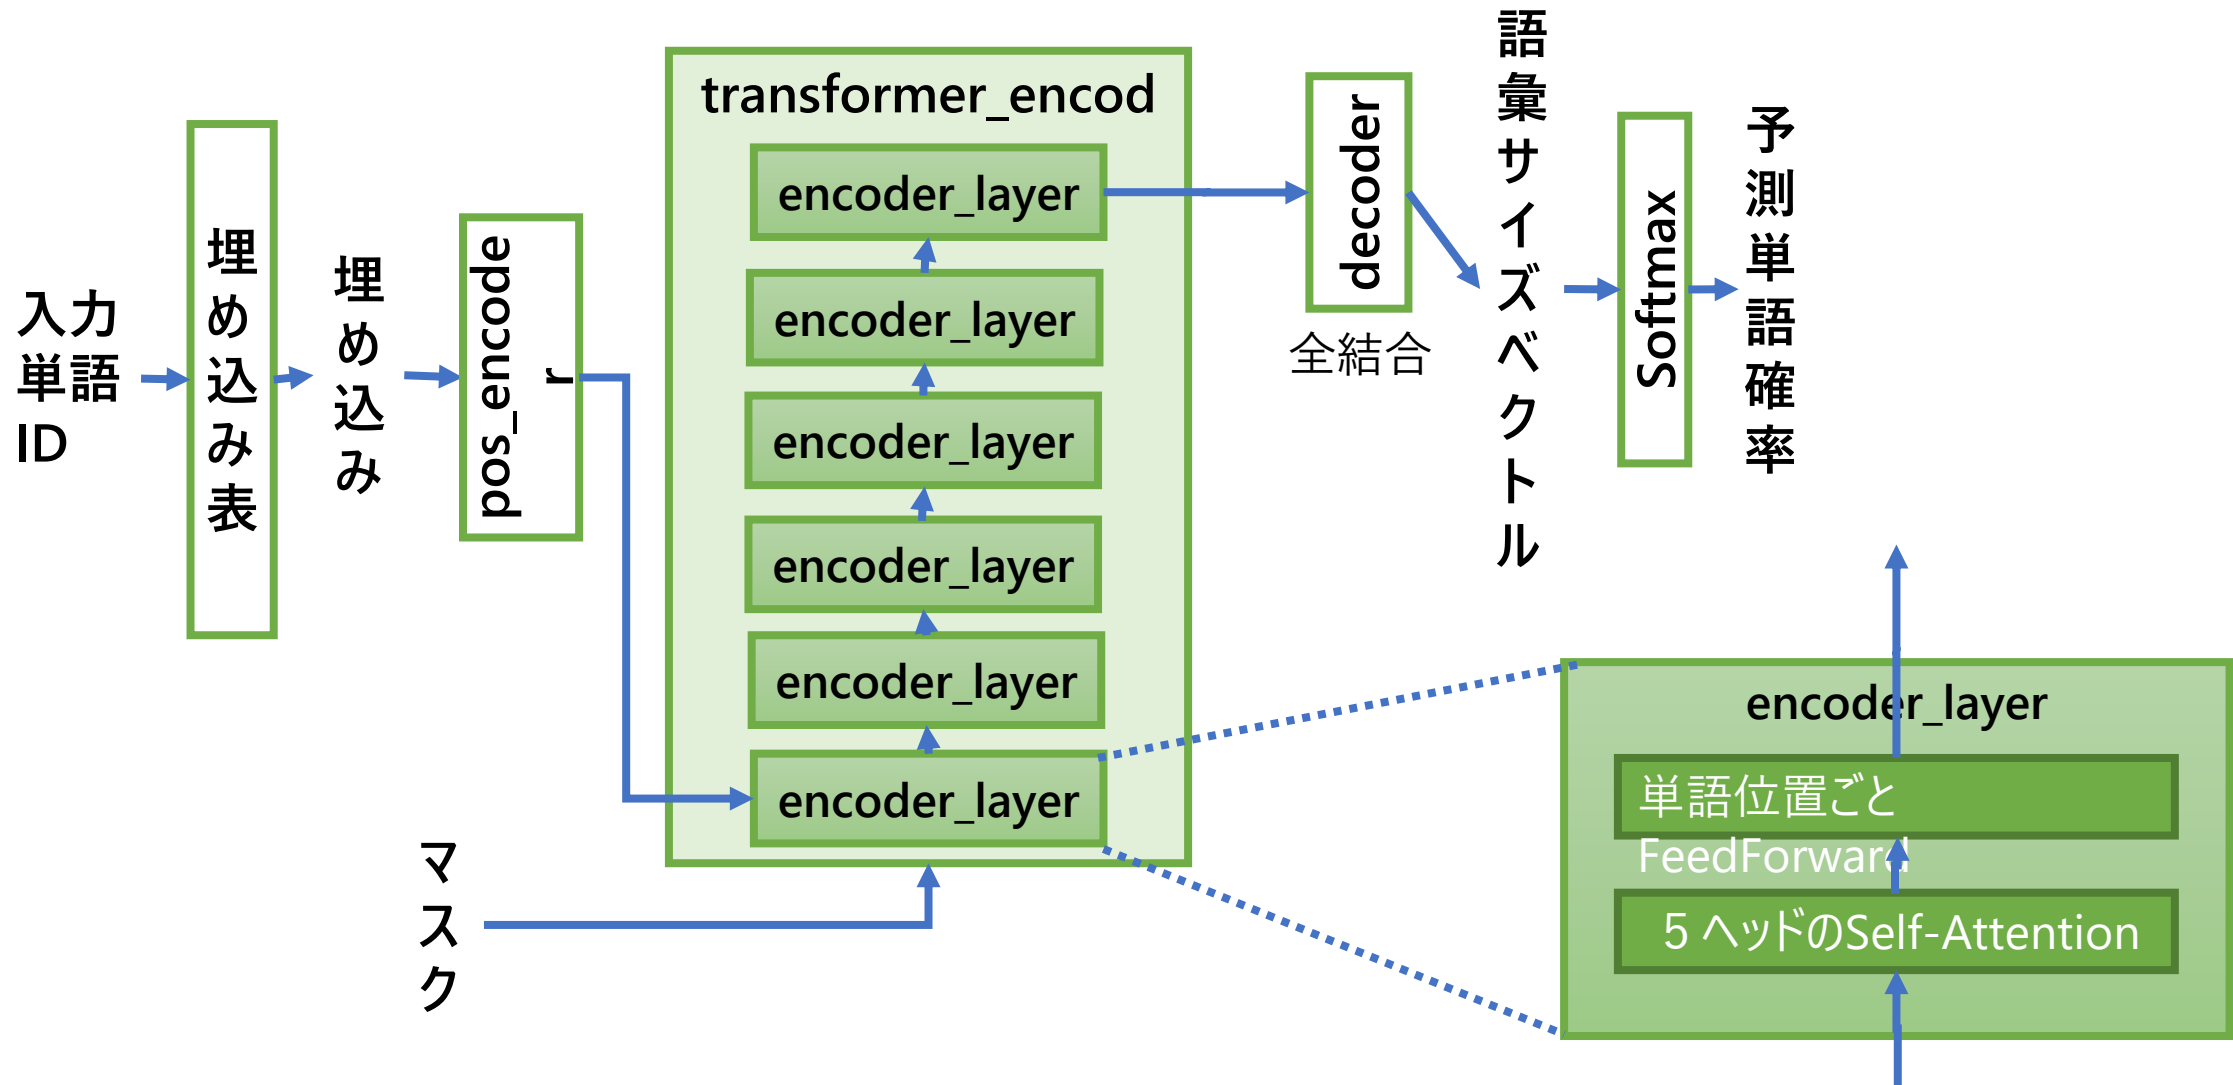 入力
単語
ID
埋め込み表
埋め込み
pos_encode
r
マスク
transformer_encod
encoder_layer
encoder_layer
encoder_layer
encoder_layer
encoder_layer
encoder_layer
decoder
全結合
語彙サイズベクトル
Softmax
予測単語確率
encoder_layer
単語位置ごと
FeedForward
5 ヘッドのSelf-Attention